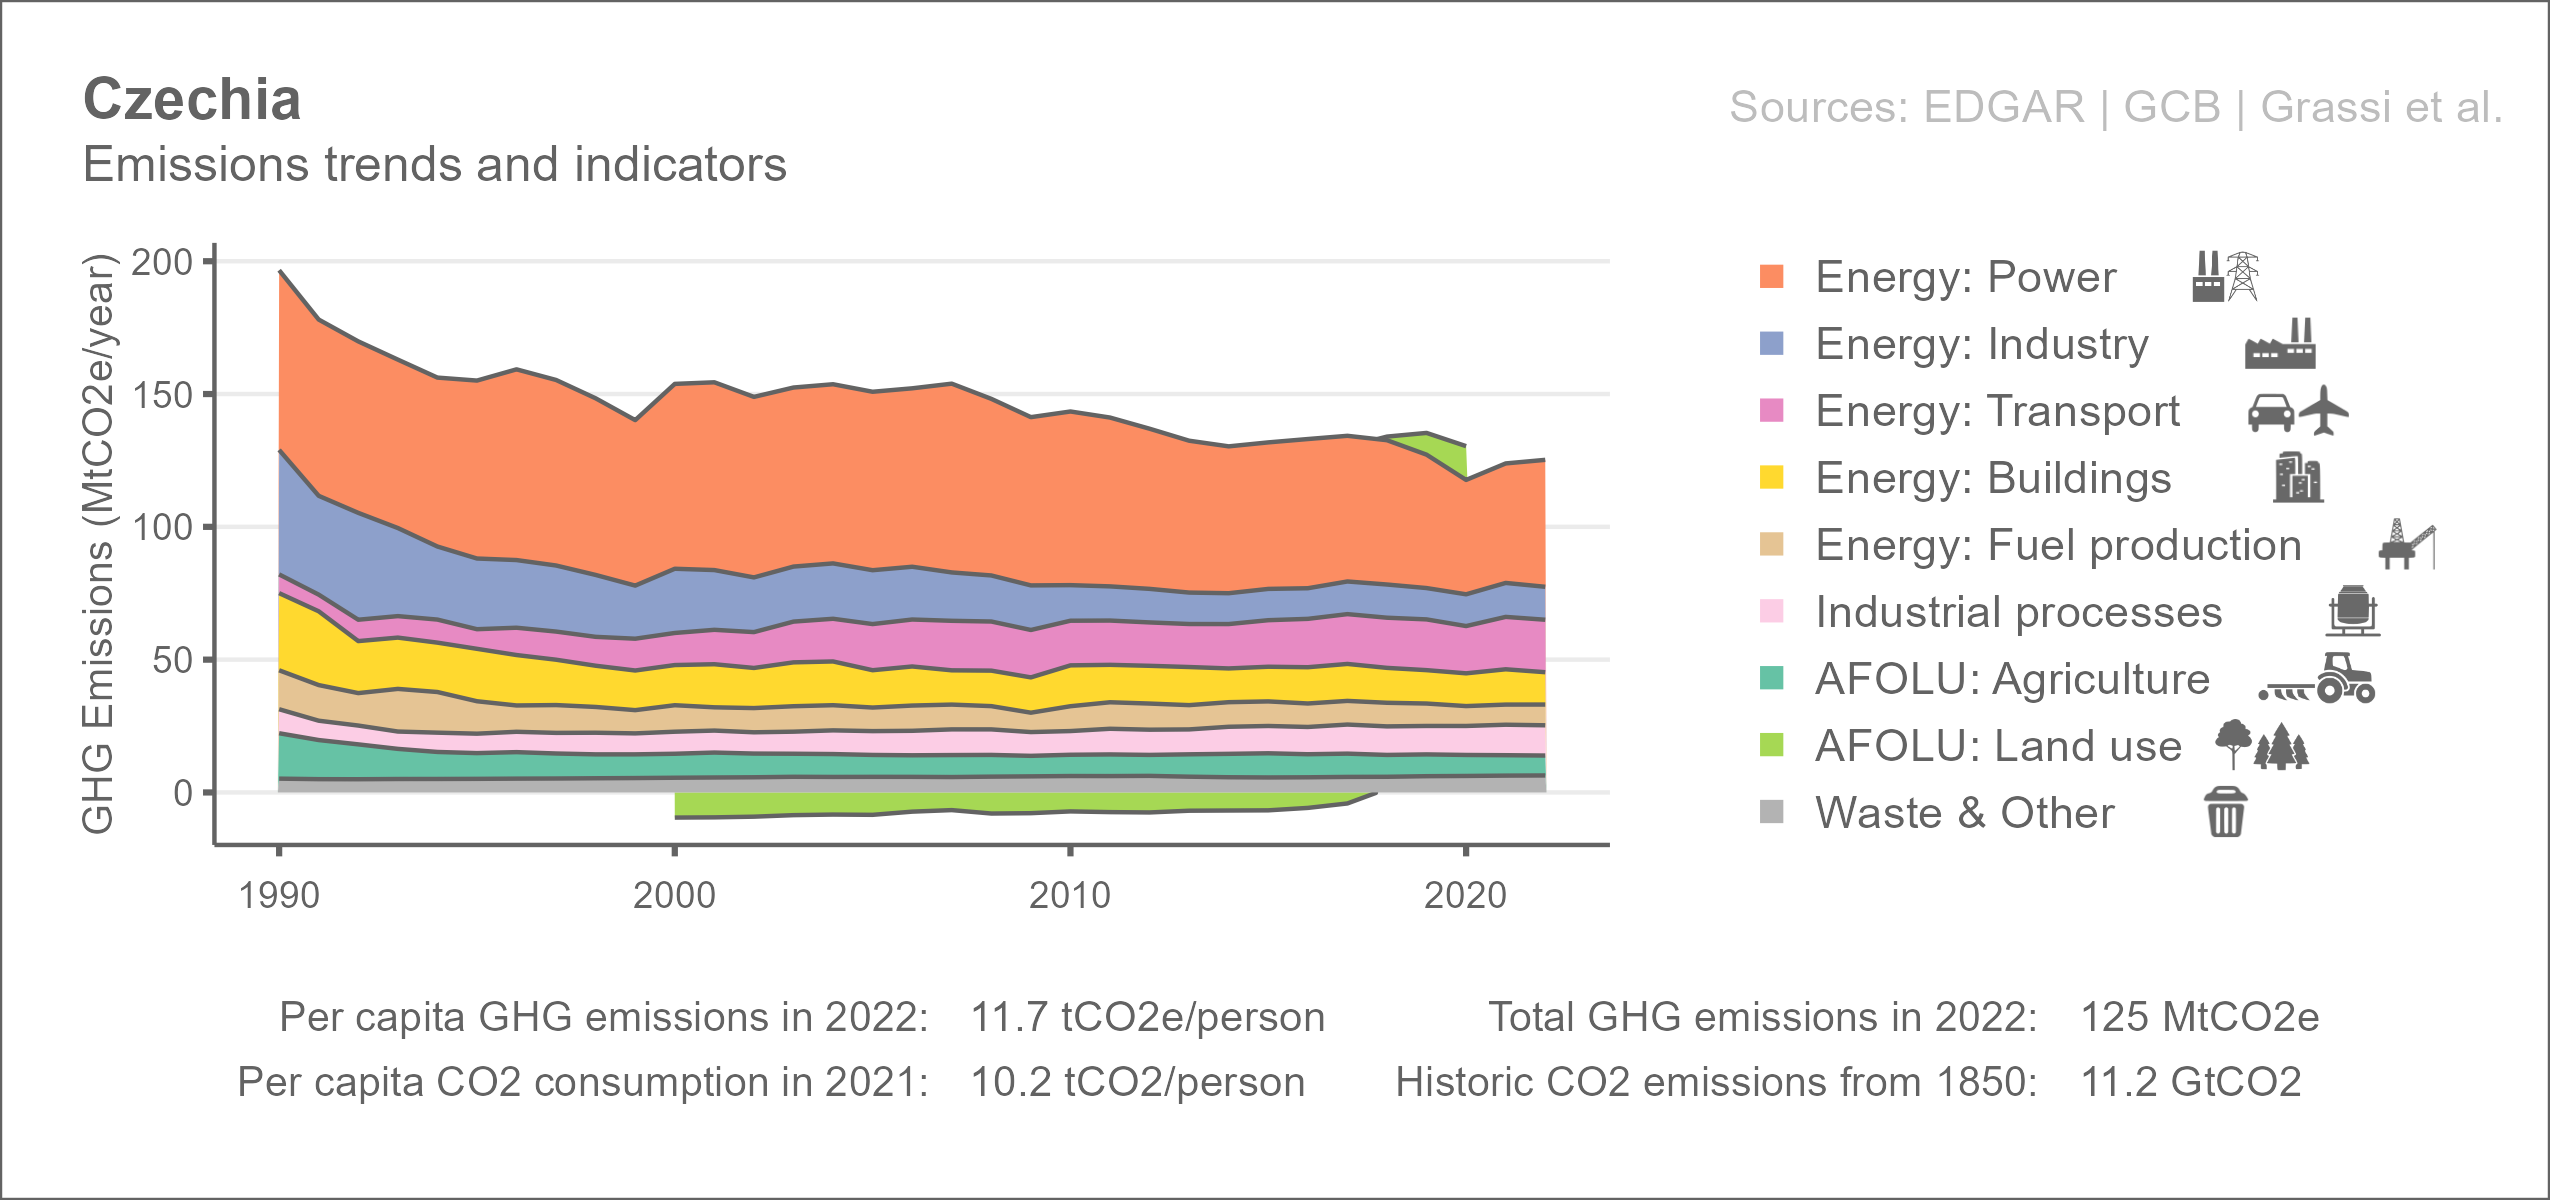 Czechia
Sources: EDGAR | GCB | Grassi et al.
Emissions trends and indicators
GHG Emissions (MtCO2e/year)
200
150
100
50
0
1990
2000
2010
2020
Energy: Power
Energy: Industry
Energy: Transport
Energy: Buildings
Energy: Fuel production
Industrial processes
AFOLU: Agriculture
AFOLU: Land use
Waste & Other
Per capita GHG emissions in 2022: 11.7 tCO2e/person
Total GHG emissions in 2022: 125 MtCO2e
Per capita CO2 consumption in 2021: 10.2 tCO2/person
Historic CO2 emissions from 1850: 11.2 GtCO2